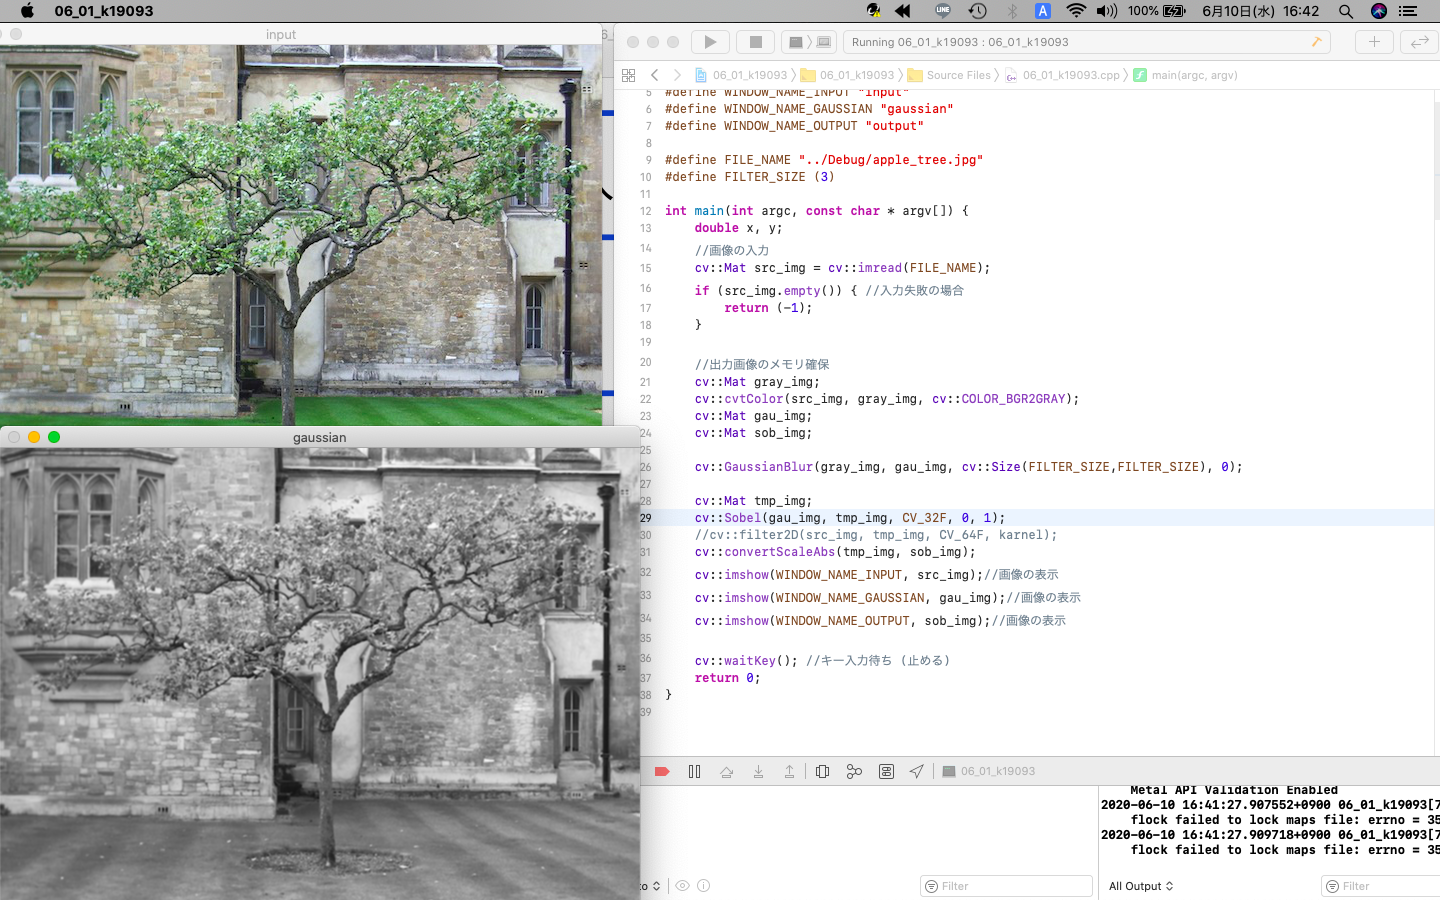 06_01_k19093
LINE
A
100%
6月10日(水) 16:42
input
Running 06_01_k19093 : 06_01_k19093
06_01_k19093 〉 06_01_k19093 〉 Source Files 〉 06_01_k19093.cpp 〉 main(argc, argv)
5 #define WINDOW_NAME_INPUT "input"
6 #define WINDOW_NAME_GAUSSIAN "gaussian"
7 #define WINDOW_NAME_OUTPUT "output"
8
9 #define FILE_NAME "../Debug/apple_tree.jpg"
10 #define FILTER_SIZE (3)
11
12 int main(int argc, const char * argv[]) {
13 double x, y;
14 //画像の入力
15 cv::Mat src_img = cv::imread(FILE_NAME);
16 if (src_img.empty()) { //入力失敗の場合
17 return (-1);
18 }
19
20 //出力画像のメモリ確保
21 cv::Mat gray_img;
22 cv::cvtColor(src_img, gray_img, cv::COLOR_BGR2GRAY);
23 cv::Mat gau_img;
24 cv::Mat sob_img;
25
26 cv::GaussianBlur(gray_img, gau_img, cv::Size(FILTER_SIZE,FILTER_SIZE), 0);
27
28 cv::Mat tmp_img;
29 cv::Sobel(gau_img, tmp_img, CV_32F, 0, 1);
30 //cv::filter2D(src_img, tmp_img, CV_64F, karnel);
31 cv::convertScaleAbs(tmp_img, sob_img);
32 cv::imshow(WINDOW_NAME_INPUT, src_img);//画像の表示
33 cv::imshow(WINDOW_NAME_GAUSSIAN, gau_img);//画像の表示
34 cv::imshow(WINDOW_NAME_OUTPUT, sob_img);//画像の表示
35
36 cv::waitKey(); //キー入力待ち (止める)
37 return 0;
38 }
39
gaussian
06_01_k19093
Metal API Validation Enabled
2020-06-10 16:41:27.907552+0900 06_01_k19093[7
flock failed to lock maps file: errno = 35
2020-06-10 16:41:27.909718+0900 06_01_k19093[7
flock failed to lock maps file: errno = 35
to
Filter
All Output
Filter